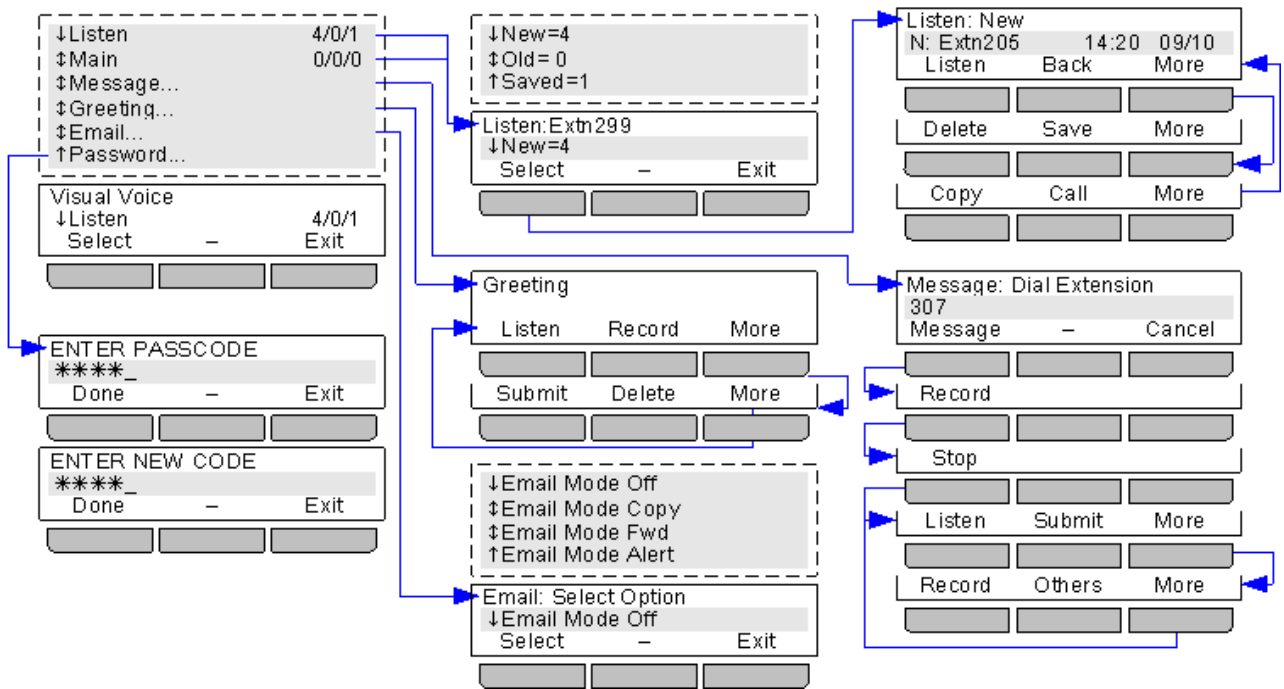 ↓Listen 4/0/1
↕Main 0/0/0
↕Message...
↕Greeting...
↕Email...
↑Password...
Visual Voice
↓Listen 4/0/1
Select – Exit
ENTER PASSCODE
****_
Done – Exit
ENTER NEW CODE
****_
Done – Exit
↓New=4
↕Old= 0
↑Saved=1
Listen:Extn299
↓New=4
Select – Exit
Greeting
Listen Record More
Submit Delete More
↓Email Mode Off
↕Email Mode Copy
↕Email Mode Fwd
↑Email Mode Alert
Email: Select Option
↓Email Mode Off
Select – Exit
Listen: New
N: Extn205 14:20 09/10
Listen Back More
Delete Save More
Copy Call More
Message: Dial Extension
307
Message – Cancel
Record
Stop
Listen Submit More
Record Others More